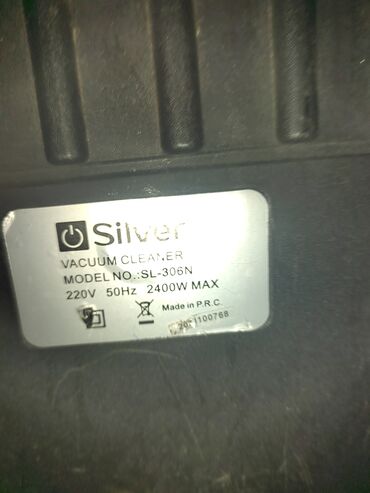 Silver
VACUUM CLEANER
MODEL NO.:SL-306N
220V 50Hz 2400W MAX
Made in P.R.C.